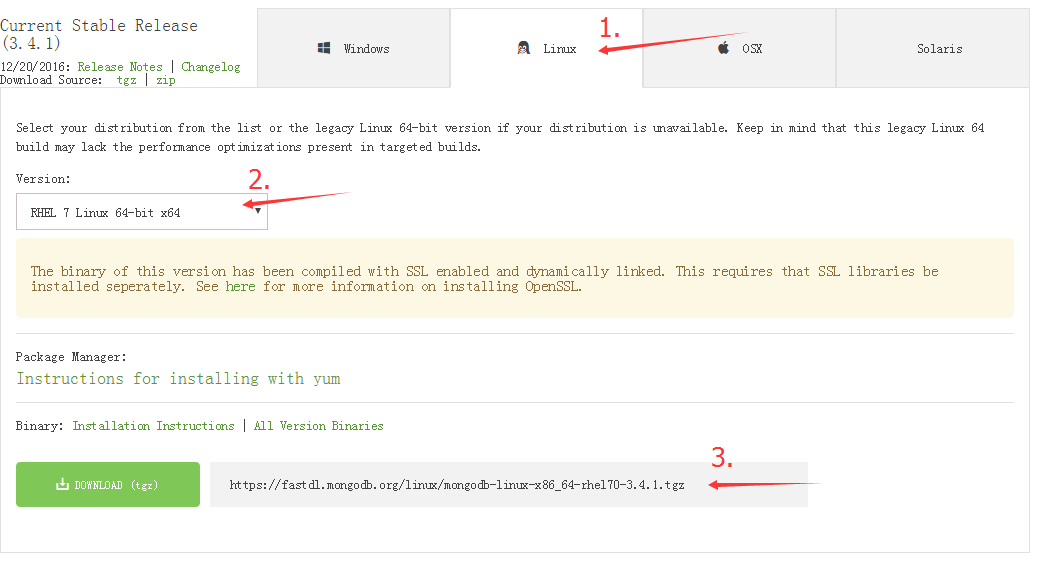 Current Stable Release
(3.4.1)
12/20/2016: Release Notes | Changelog
Download Source: tgz | zip
Windows
Linux
OSX
Solaris
1.
Select your distribution from the list or the legacy Linux 64-bit version if your distribution is unavailable. Keep in mind that this legacy Linux 64
build may lack the performance optimizations present in targeted builds.
Version:
2.
RHEL 7 Linux 64-bit x64
The binary of this version has been compiled with SSL enabled and dynamically linked. This requires that SSL libraries be
installed seperately. See here for more information on installing OpenSSL.
Package Manager:
Instructions for installing with yum
Binary: Installation Instructions | All Version Binaries
3.
DOWNLOAD (tgz)
https://fastdl.mongodb.org/linux/mongodb-linux-x86_64-rhel70-3.4.1.tgz